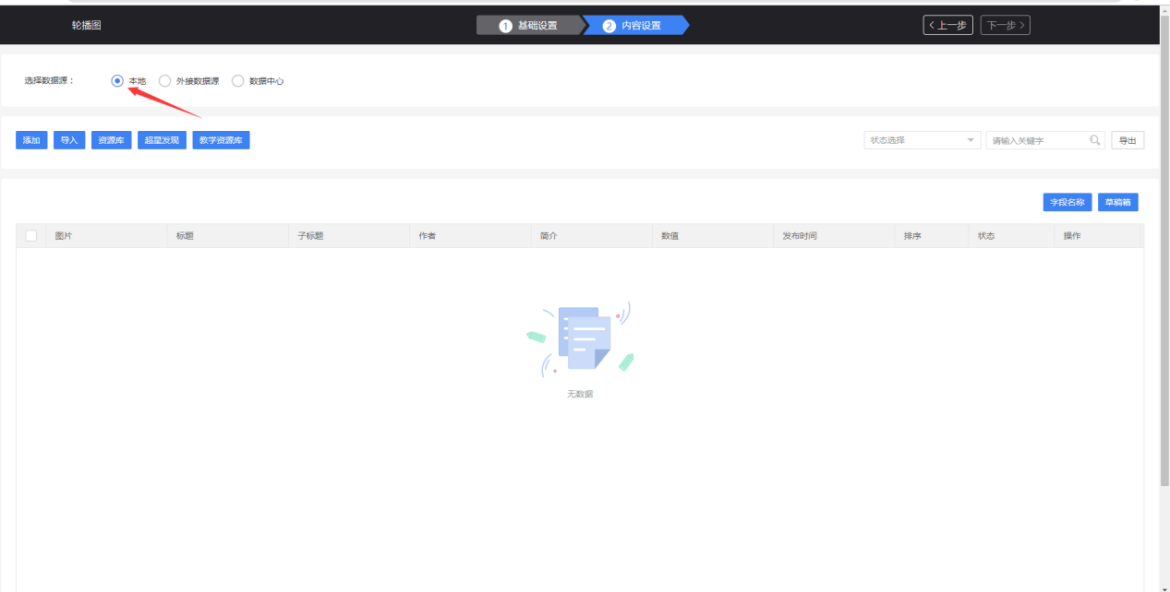 轮播图 1 基础设置 2 内容设置 上一步 下一步
选择数据源： 本地 外接数据源 数据中心
添加 导入 资源库 超星发现 教学资源库 状态选择 请输入关键字 导出
字段名称 草稿箱
图片 标题 子标题 作者 简介 数值 发布时间 排序 状态 操作
无数据